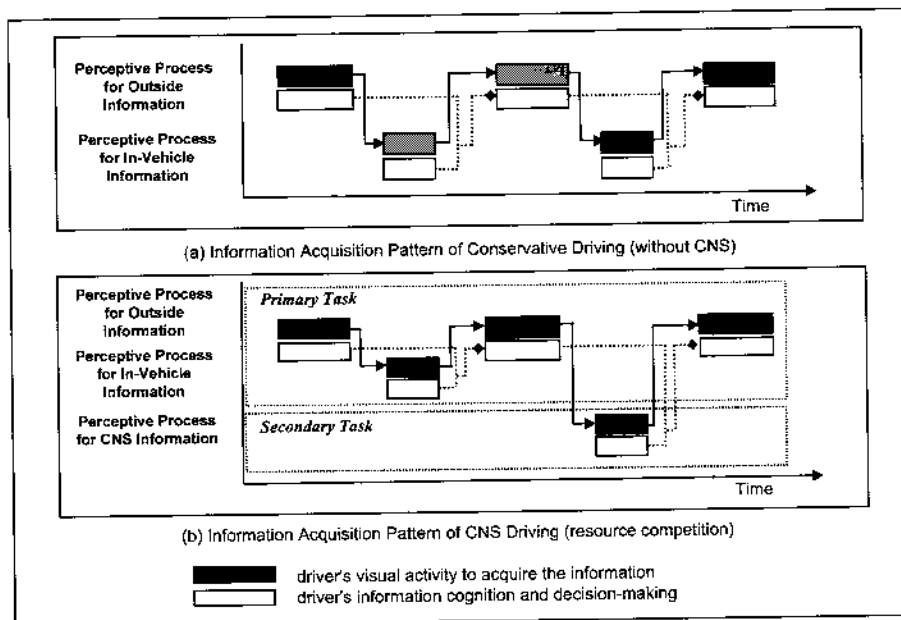 Perceptive Process
for Outside
Information
Perceptive Process
for In-Vehicle
Information
Time
(a) Information Acquisition Pattern of Conservative Driving (without CNS)
Perceptive Process
for Outside
Information
Perceptive Process
for In-Vehicle
Information
Perceptive Process
for CNS Information
Primary Task
Secondary Task
Time
(b) Information Acquisition Pattern of CNS Driving (resource competition)
driver's visual activity to acquire the information
driver's information cognition and decision-making